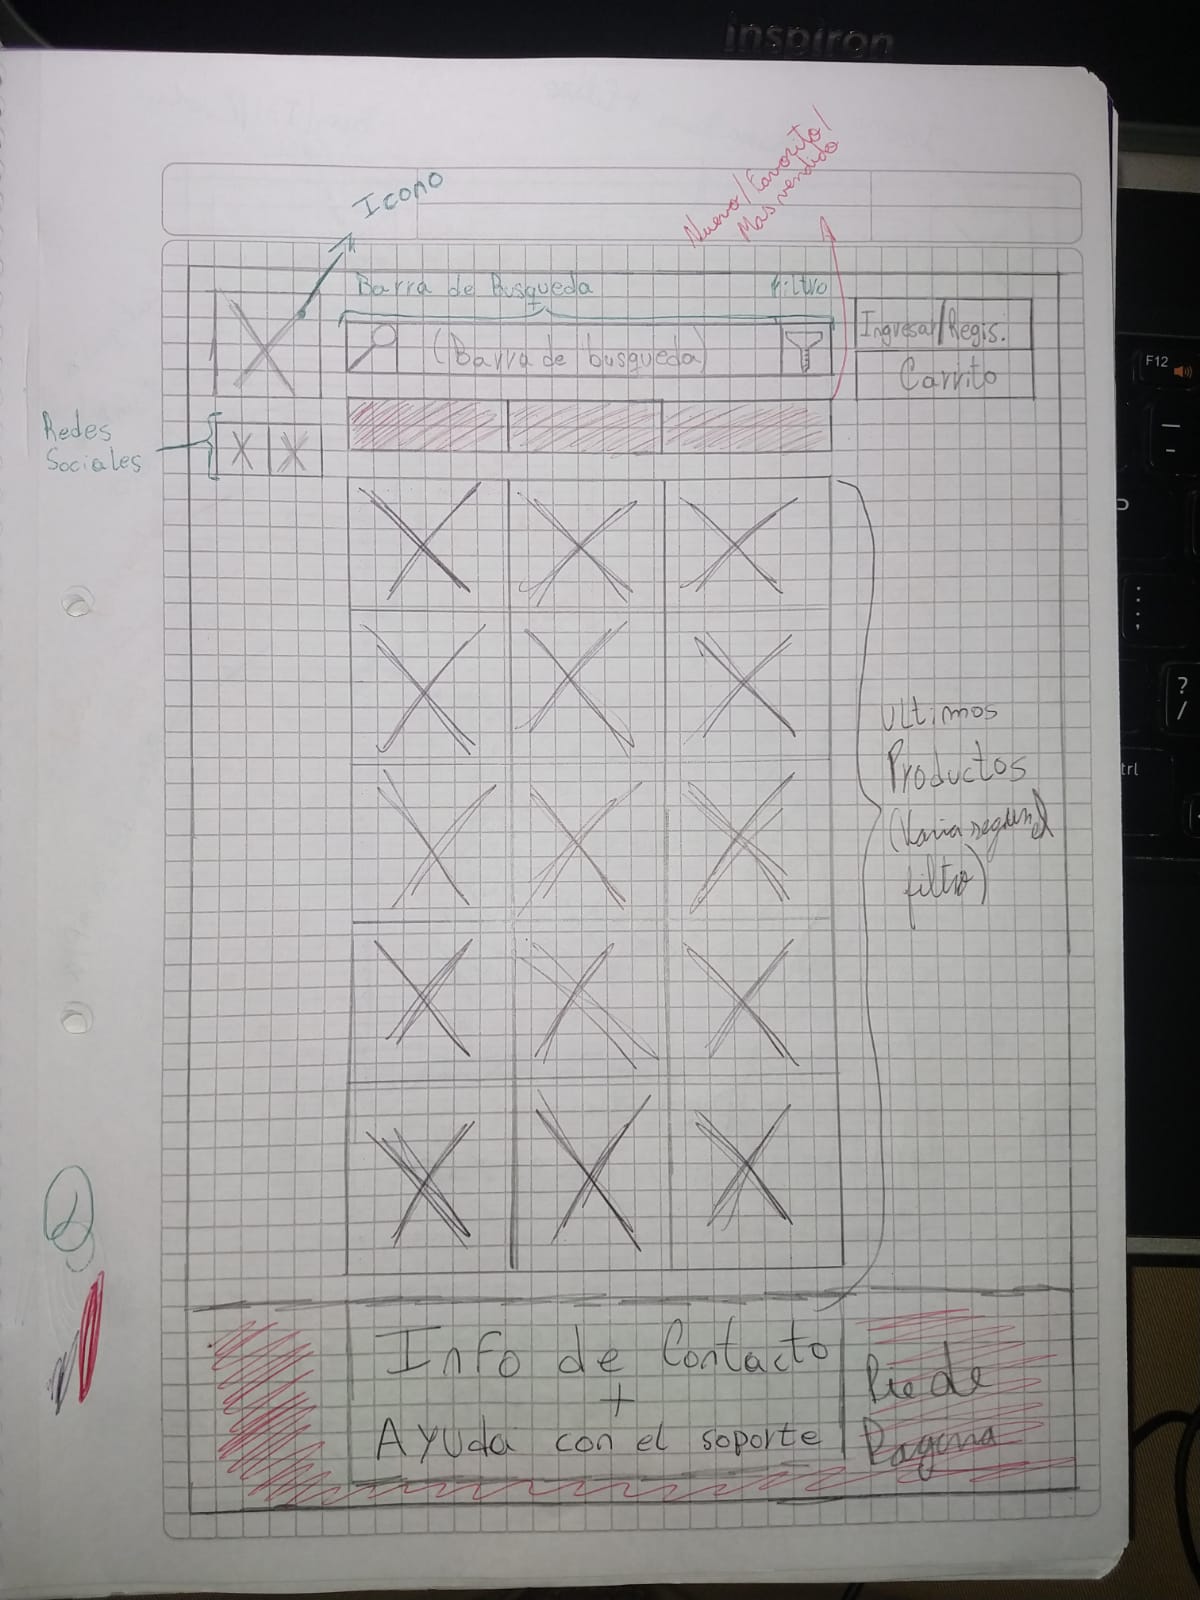 inspiron
Icono
Nuevo/Favorito/
Mas vendido
Barra de Busqueda
filtro
(Barra de busqueda)
Ingresar/Regis.
Carrito
Redes
Sociales
ultimos
Productos
(Varia segun el
filtro)
Info de Contacto
+
Ayuda con el soporte
Pie de
Pagina
F12
?
/
trl